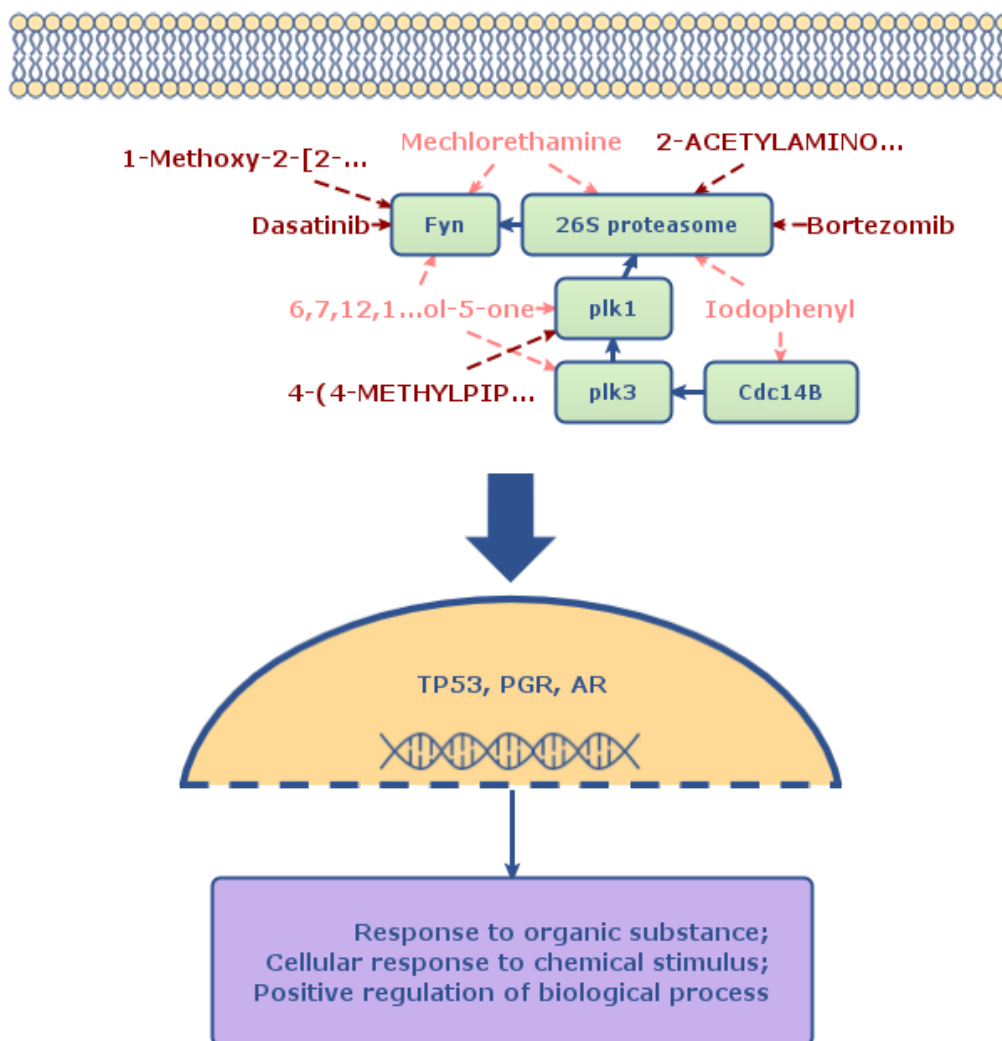 Mechlorethamine
2-ACETYLAMINO...
1-Methoxy-2-[2-...
Dasatinib
Fyn
26S proteasome
Bortezomib
6,7,12,1...ol-5-one
plk1
Iodophenyl
4-(4-METHYLPIP...
plk3
Cdc14B
TP53, PGR, AR
Response to organic substance;
Cellular response to chemical stimulus;
Positive regulation of biological process